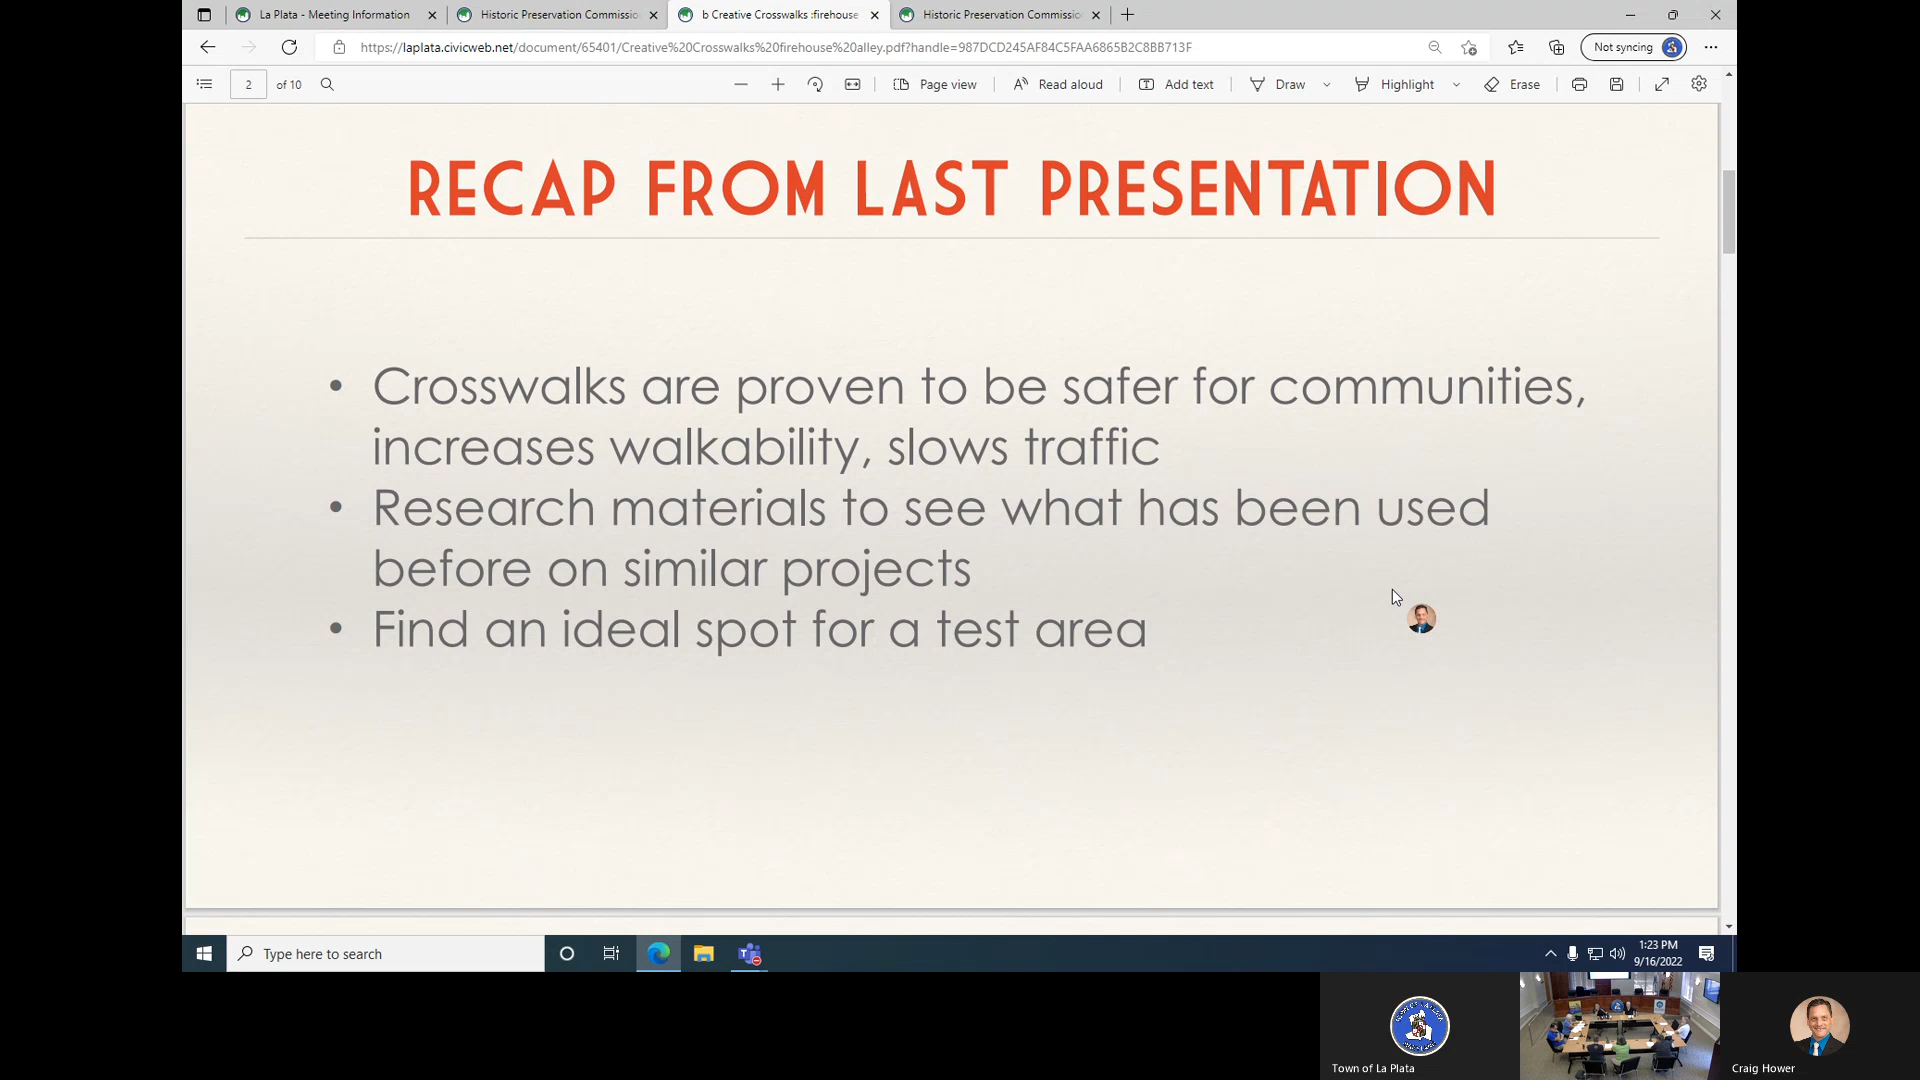 La Plata - Meeting Information
Historic Preservation Commissio
b Creative Crosswalks :firehouse
Historic Preservation Commissio
https://laplata.civicweb.net/document/65401/Creative%20Crosswalks%20firehouse%20alley.pdf?handle=987DCD245AF84C5FAA6865B2C8BB713F
Not syncing
2 of 10
Page view
Read aloud
Add text
Draw
Highlight
Erase
RECAP FROM LAST PRESENTATION
• Crosswalks are proven to be safer for communities,
increases walkability, slows traffic
• Research materials to see what has been used
before on similar projects
• Find an ideal spot for a test area
Type here to search
1:23 PM
9/16/2022
Town of La Plata
Craig Hower